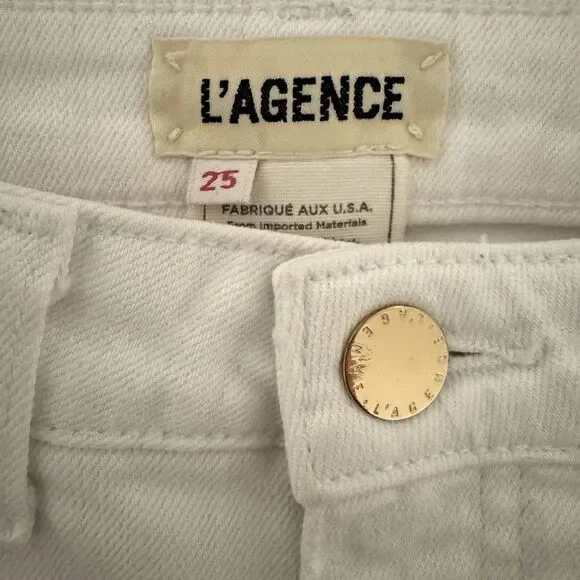 L'AGENCE
25
FABRIQUÉ AUX U.S.A.
From Imported Materials
L'AGENCE